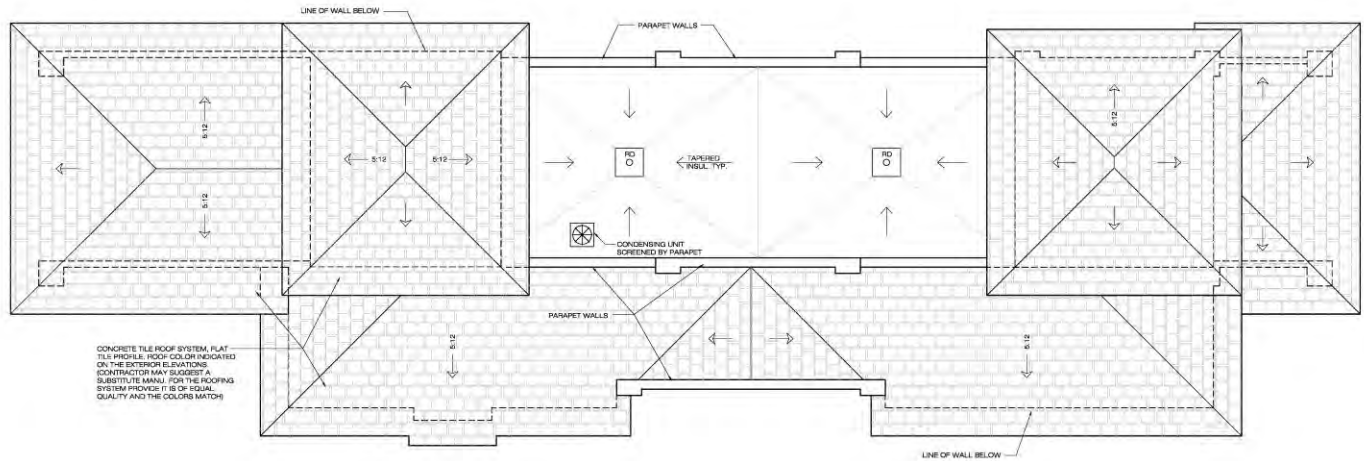 LINE OF WALL BELOW
PARAPET WALLS
5:12
5:12
5:12
5:12
RD
TAPERED
INSUL. TYP.
RD
5:12
5:12
CONDENSING UNIT
SCREENED BY PARAPET
PARAPET WALLS
5:12
5:12
CONCRETE TILE ROOF SYSTEM, FLAT
TILE PROFILE. ROOF COLOR INDICATED
ON THE EXTERIOR ELEVATIONS
(CONTRACTOR MAY SUGGEST A
SUBSTITUTE MANU. FOR THE ROOFING
SYSTEM PROVIDE IT IS OF EQUAL
QUALITY AND THE COLORS MATCH)
LINE OF WALL BELOW